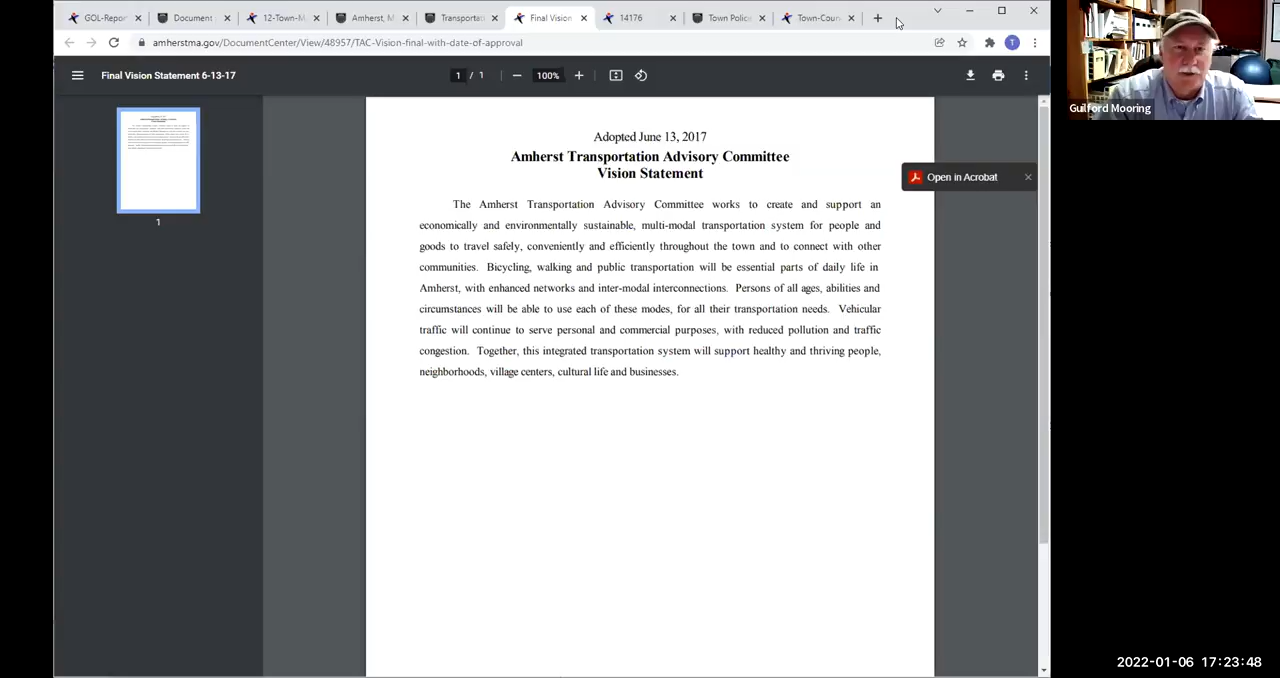 GOL-Repor
Document
12-Town-M
Amherst, M
Transportat
Final Vision
14176
Town Police
Town-Coun
amherstma.gov/DocumentCenter/View/48957/TAC-Vision-final-with-date-of-approval
T
Final Vision Statement 6-13-17
1 / 1
100%
1
Adopted June 13, 2017
Amherst Transportation Advisory Committee
Vision Statement
The Amherst Transportation Advisory Committee works to create and support an
economically and environmentally sustainable, multi-modal transportation system for people and
goods to travel safely, conveniently and efficiently throughout the town and to connect with other
communities. Bicycling, walking and public transportation will be essential parts of daily life in
Amherst, with enhanced networks and inter-modal interconnections. Persons of all ages, abilities and
circumstances will be able to use each of these modes, for all their transportation needs. Vehicular
traffic will continue to serve personal and commercial purposes, with reduced pollution and traffic
congestion. Together, this integrated transportation system will support healthy and thriving people,
neighborhoods, village centers, cultural life and businesses.
Open in Acrobat
Guilford Mooring
2022-01-06 17:23:48